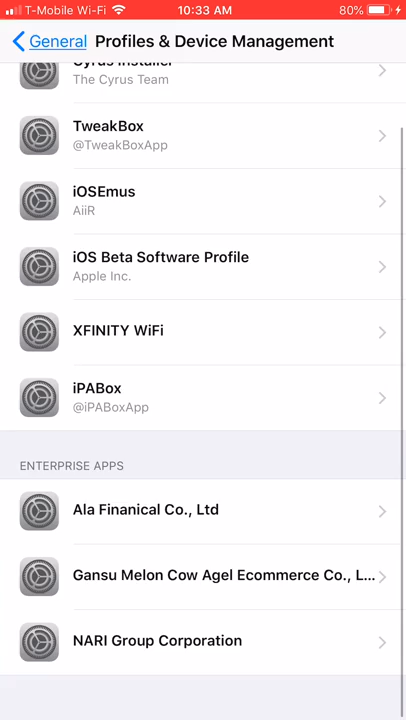 T-Mobile Wi-Fi 10:33 AM 80%
General Profiles & Device Management
Cyrus Installer
The Cyrus Team
TweakBox
@TweakBoxApp
iOSEmus
AiiR
iOS Beta Software Profile
Apple Inc.
XFINITY WiFi
iPABox
@iPABoxApp
ENTERPRISE APPS
Ala Finanical Co., Ltd
Gansu Melon Cow Agel Ecommerce Co., L...
NARI Group Corporation